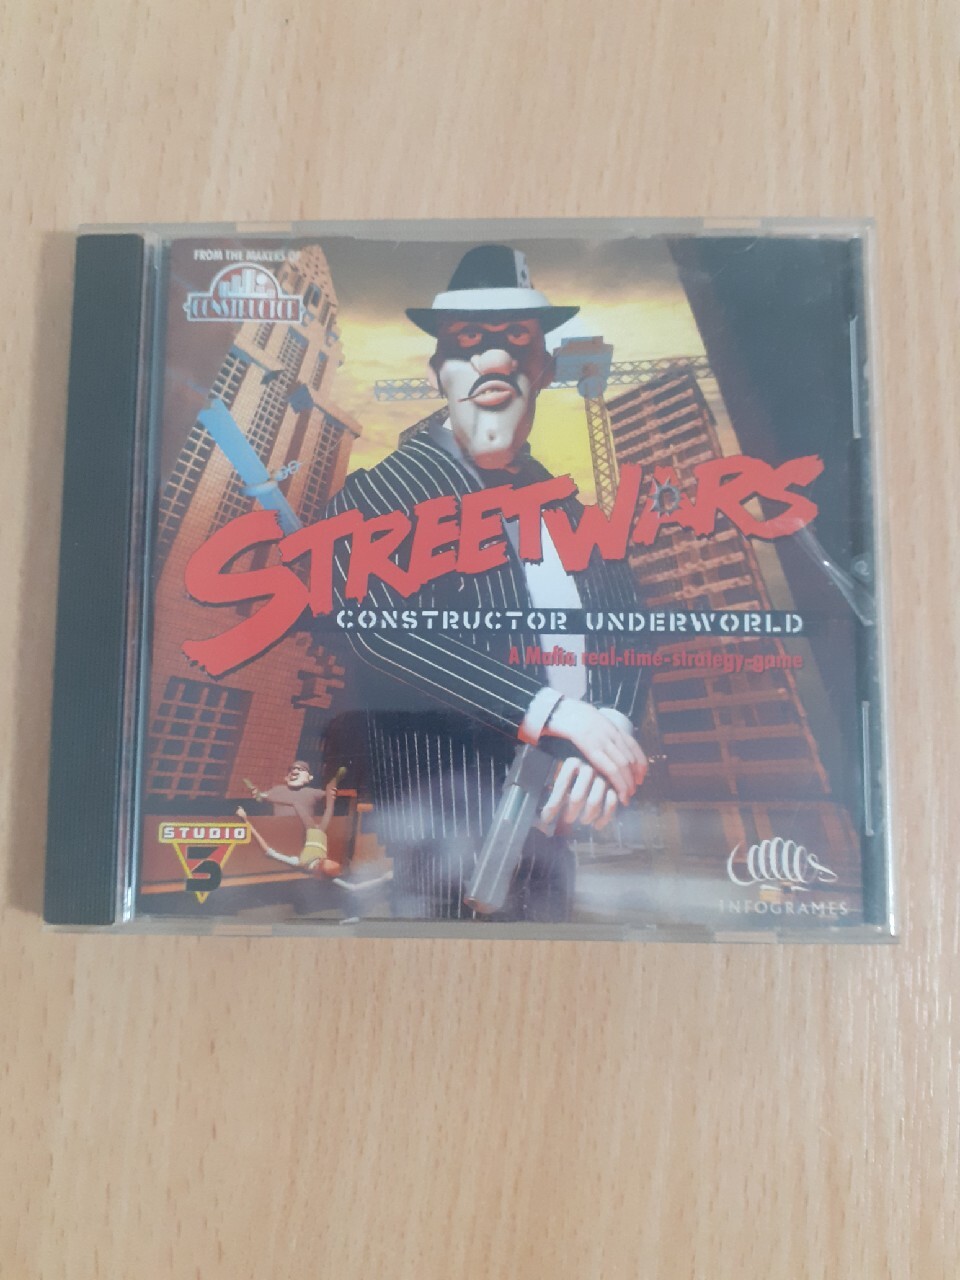 FROM THE MAKERS OF
CONSTRUCTOR
STREETWARS
CONSTRUCTOR UNDERWORLD
A Mafia real-time-strategy-game
STUDIO
3
INFOGRAMES